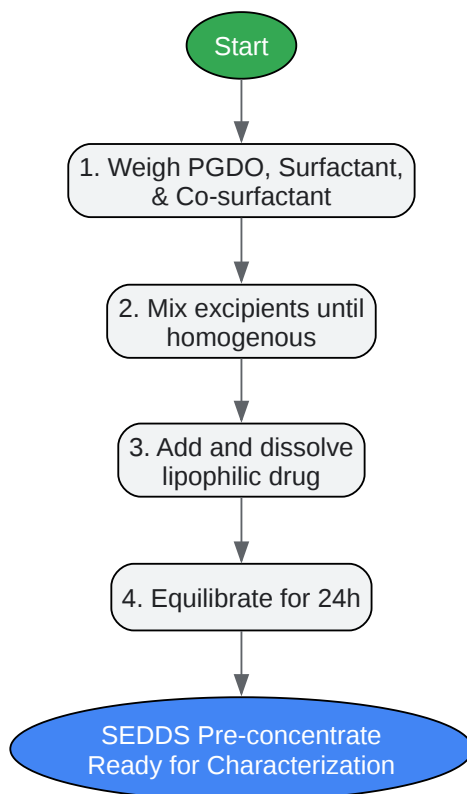 Start
1. Weigh PGDO, Surfactant,
& Co-surfactant
2. Mix excipients until
homogenous
3. Add and dissolve
lipophilic drug
4. Equilibrate for 24h
SEDDS Pre-concentrate
Ready for Characterization